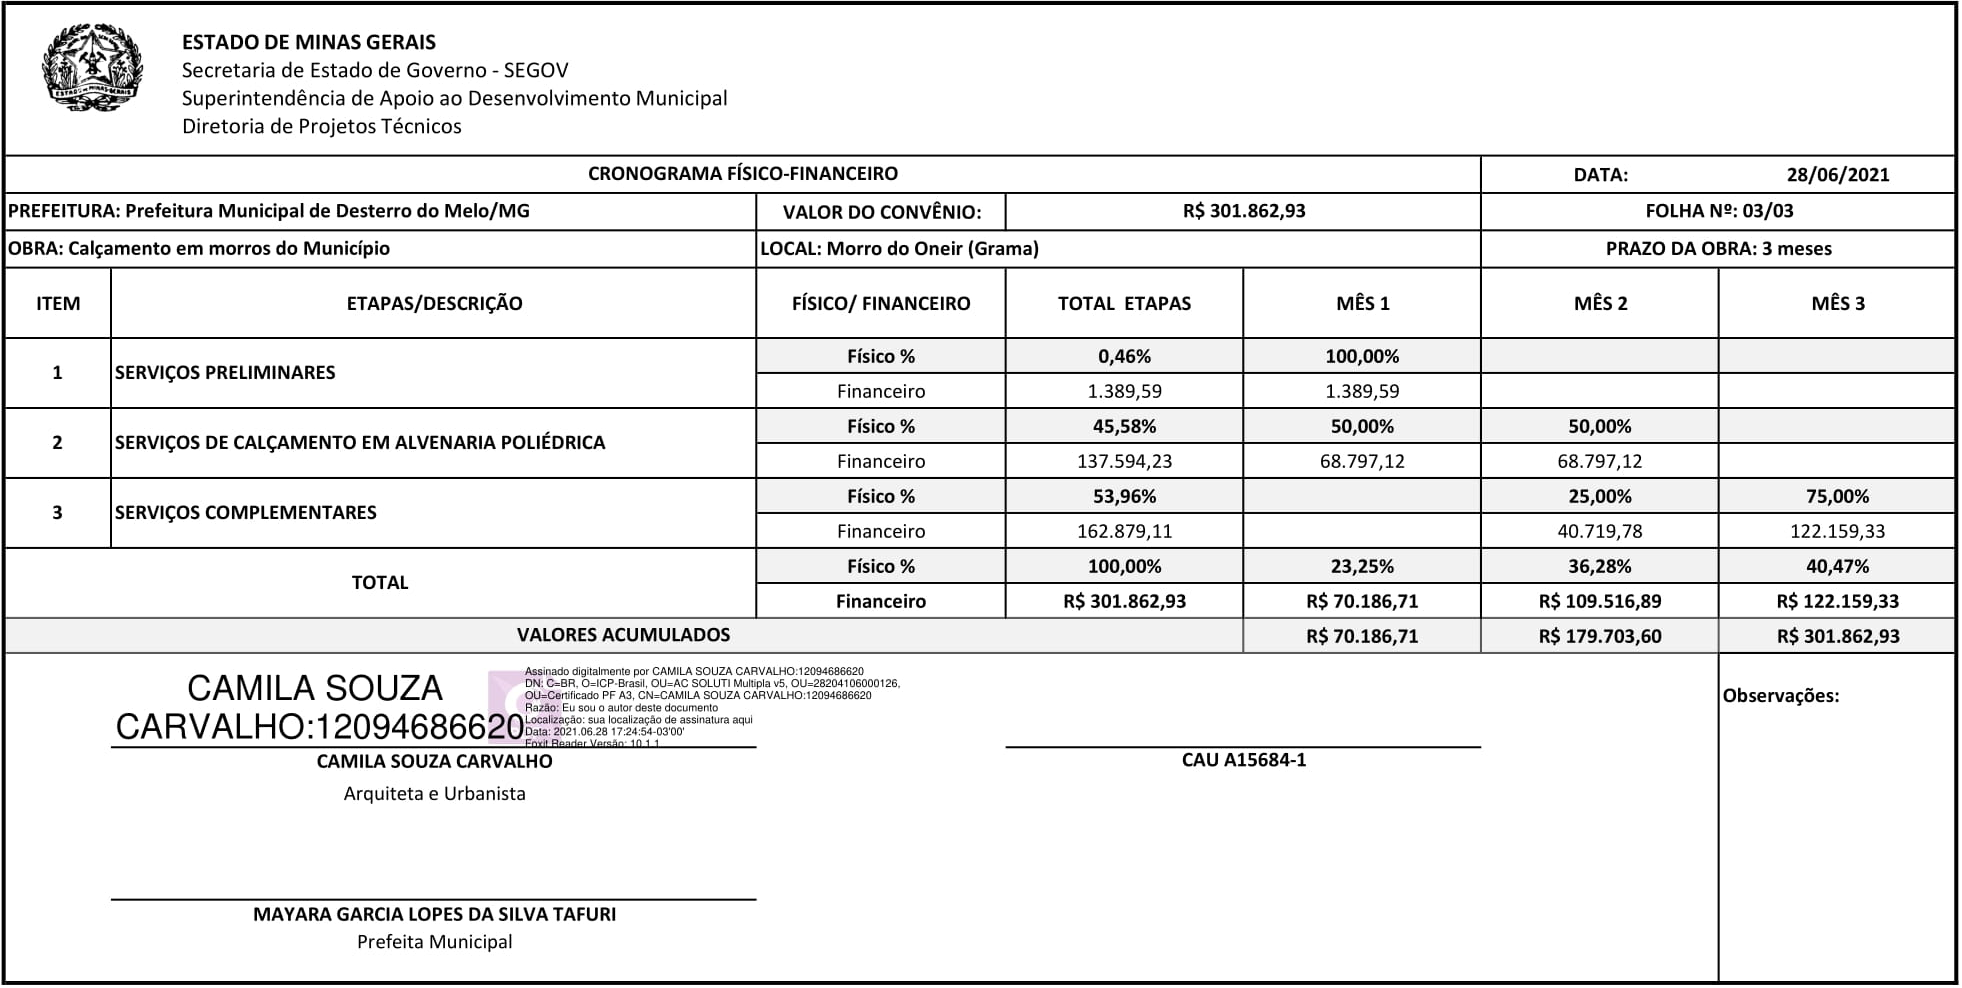 ESTADO DE MINAS GERAIS
Secretaria de Estado de Governo - SEGOV
Superintendência de Apoio ao Desenvolvimento Municipal
Diretoria de Projetos Técnicos
ESTADO DE MINAS GERAIS
CRONOGRAMA FÍSICO-FINANCEIRO DATA: 28/06/2021
PREFEITURA: Prefeitura Municipal de Desterro do Melo/MG VALOR DO CONVÊNIO: R$ 301.862,93 FOLHA Nº: 03/03
OBRA: Calçamento em morros do Município LOCAL: Morro do Oneir (Grama) PRAZO DA OBRA: 3 meses
ITEM ETAPAS/DESCRIÇÃO FÍSICO/ FINANCEIRO TOTAL ETAPAS MÊS 1 MÊS 2 MÊS 3
1 SERVIÇOS PRELIMINARES Físico % 0,46% 100,00%
Financeiro 1.389,59 1.389,59
2 SERVIÇOS DE CALÇAMENTO EM ALVENARIA POLIÉDRICA Físico % 45,58% 50,00% 50,00%
Financeiro 137.594,23 68.797,12 68.797,12
3 SERVIÇOS COMPLEMENTARES Físico % 53,96% 25,00% 75,00%
Financeiro 162.879,11 40.719,78 122.159,33
TOTAL Físico % 100,00% 23,25% 36,28% 40,47%
Financeiro R$ 301.862,93 R$ 70.186,71 R$ 109.516,89 R$ 122.159,33
VALORES ACUMULADOS R$ 70.186,71 R$ 179.703,60 R$ 301.862,93
CAMILA SOUZA
CARVALHO:12094686620
Assinado digitalmente por CAMILA SOUZA CARVALHO:12094686620
DN: C=BR, O=ICP-Brasil, OU=AC SOLUTI Multipla v5, OU=28204106000126,
OU=Certificado PF A3, CN=CAMILA SOUZA CARVALHO:12094686620
Razão: Eu sou o autor deste documento
Localização: sua localização de assinatura aqui
Data: 2021.06.28 17:24:54-03'00'
Foxit Reader Versão: 10.1.1
Observações:
CAMILA SOUZA CARVALHO
Arquiteta e Urbanista
CAU A15684-1
MAYARA GARCIA LOPES DA SILVA TAFURI
Prefeita Municipal